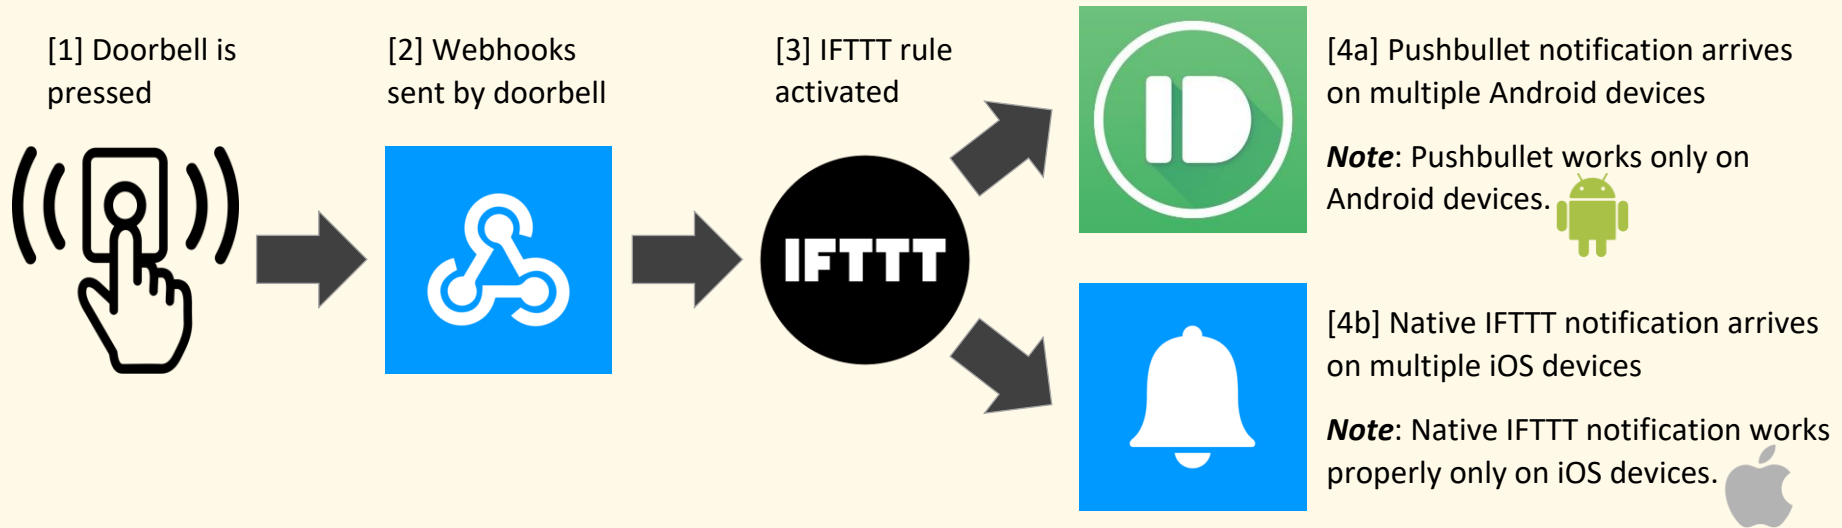 [1] Doorbell is
pressed
[2] Webhooks
sent by doorbell
[3] IFTTT rule
activated
IFTTT
[4a] Pushbullet notification arrives
on multiple Android devices
Note: Pushbullet works only on
Android devices.
[4b] Native IFTTT notification arrives
on multiple iOS devices
Note: Native IFTTT notification works
properly only on iOS devices.